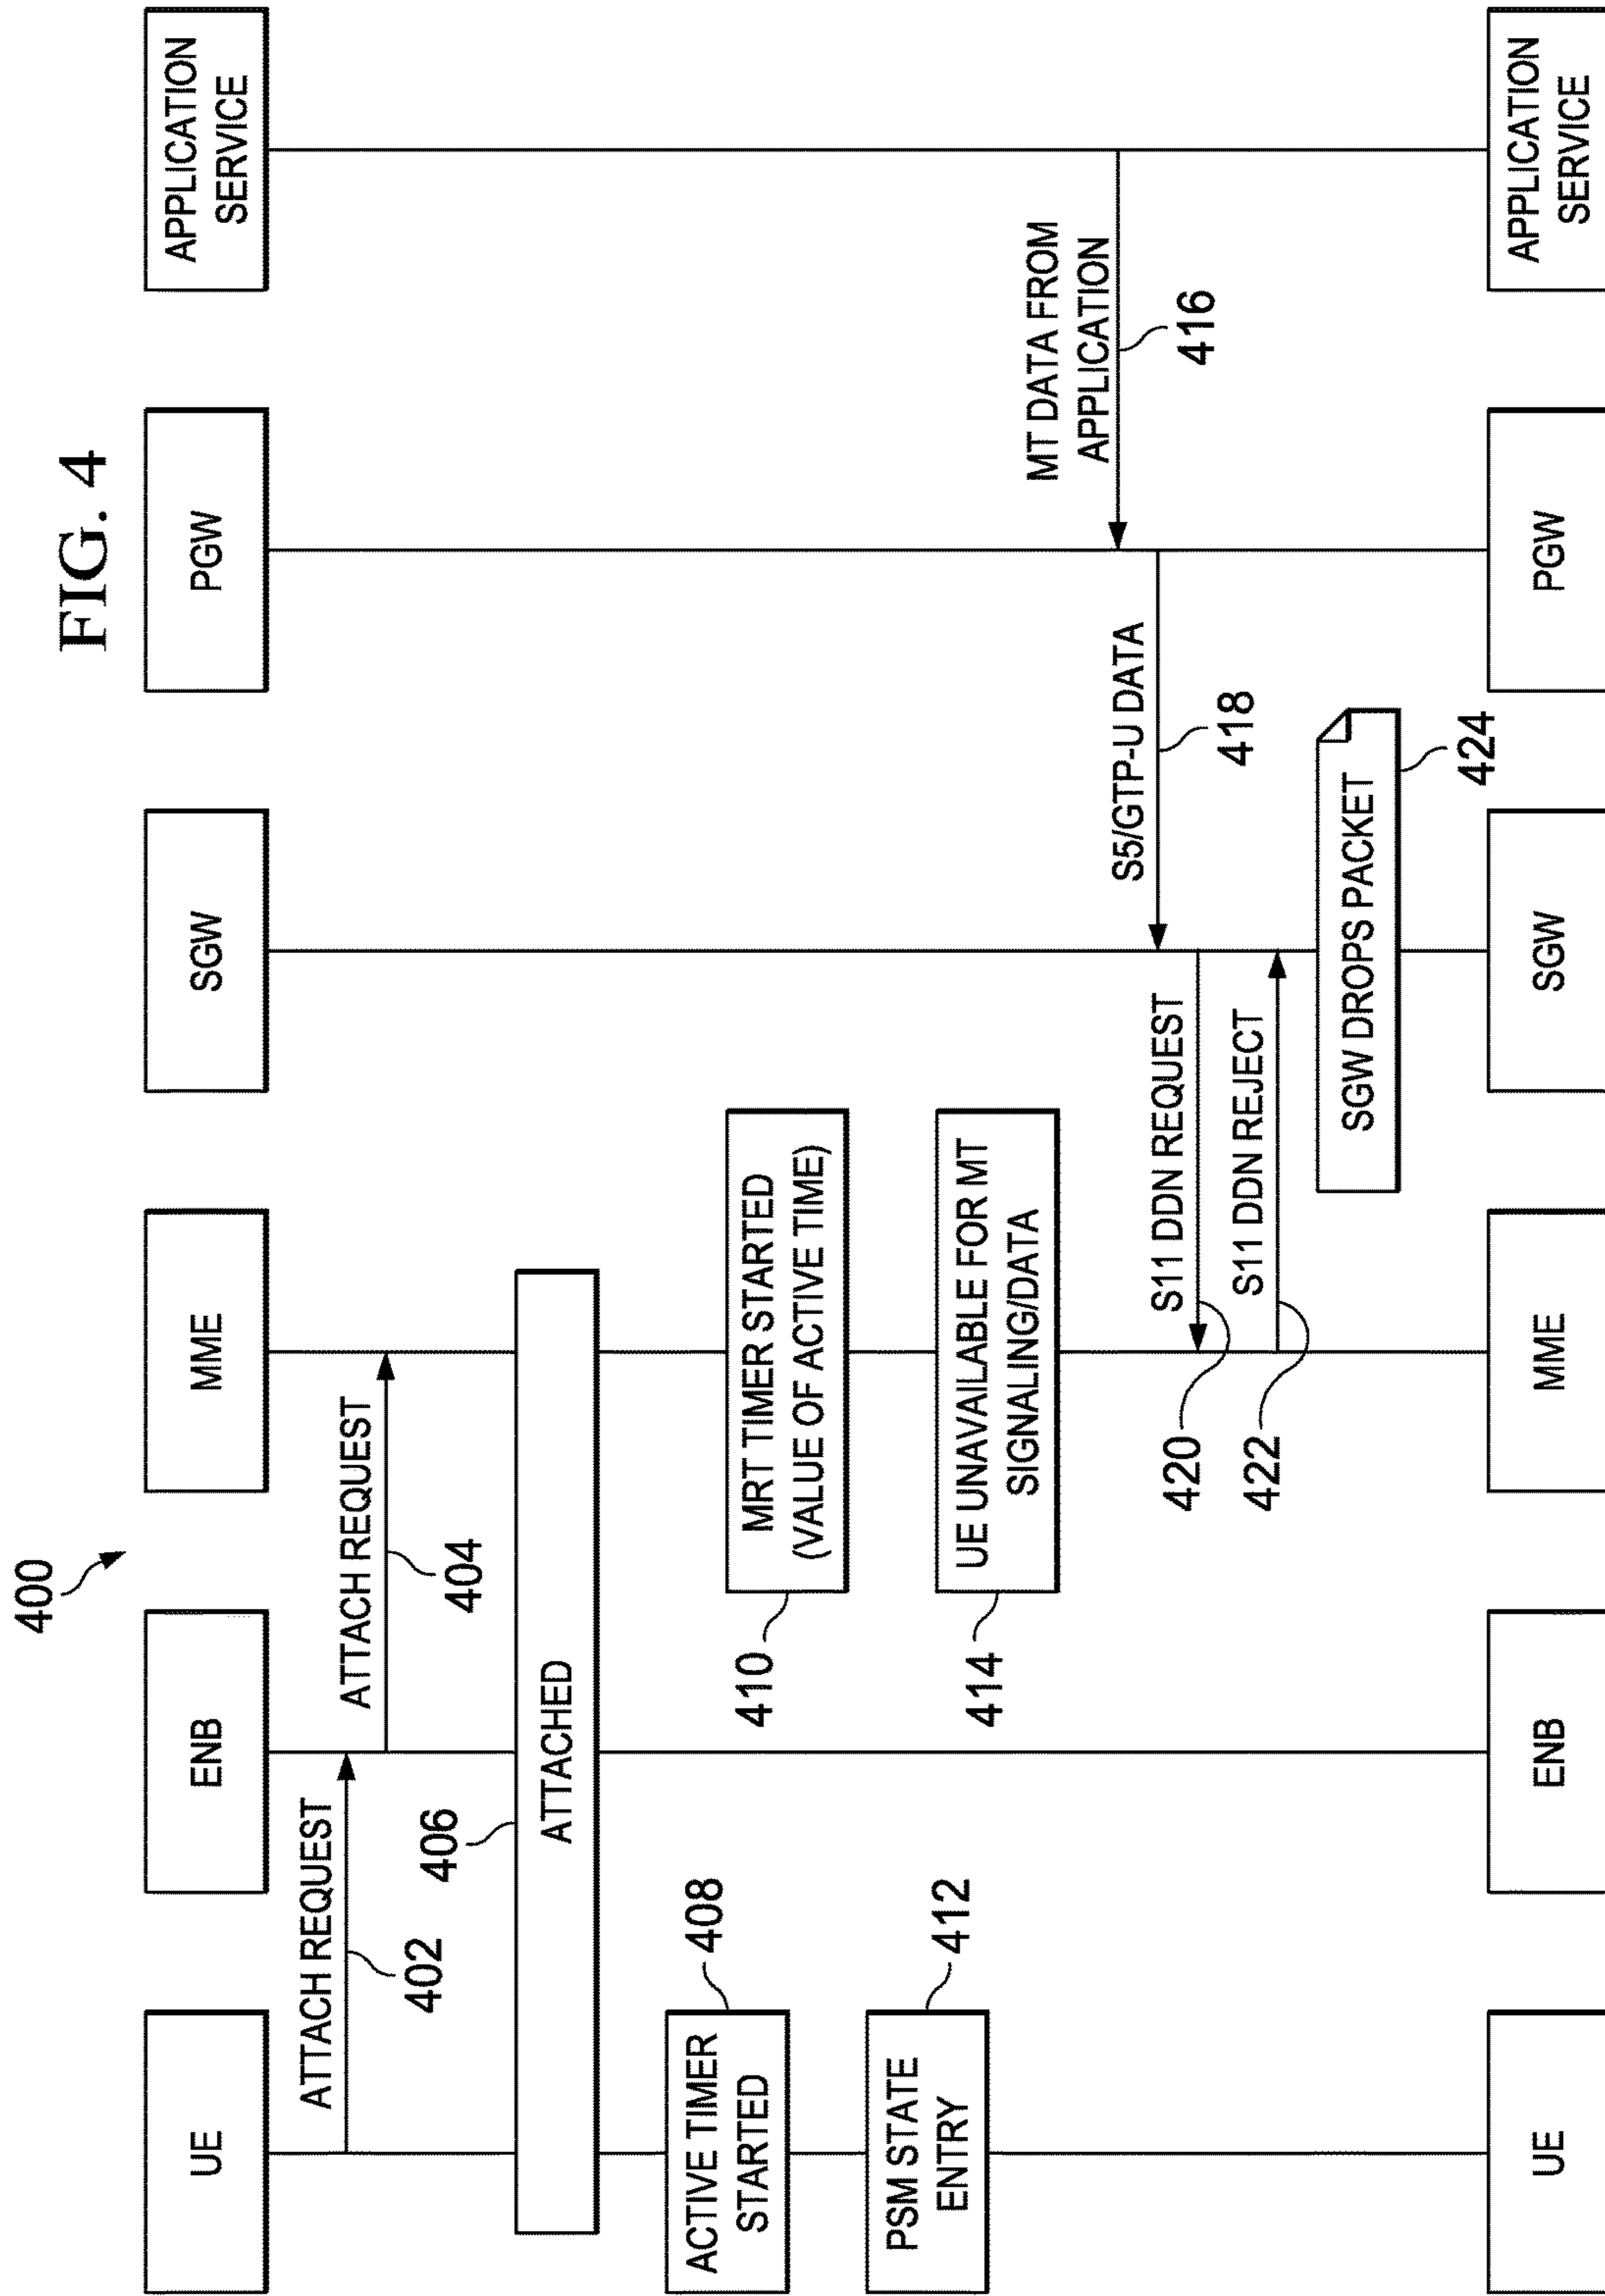 400
FIG. 4
UE
ENB
MME
SGW
PGW
APPLICATION
SERVICE
ATTACH REQUEST
402
ATTACH REQUEST
404
406
ATTACHED
ACTIVE TIMER
STARTED
408
410
MRT TIMER STARTED
(VALUE OF ACTIVE TIME)
PSM STATE
ENTRY
412
414
UE UNAVAILABLE FOR MT
SIGNALING/DATA
MT DATA FROM
APPLICATION
416
S5/GTP-U DATA
418
S11 DDN REQUEST
420
S11 DDN REJECT
422
SGW DROPS PACKET
424
UE
ENB
MME
SGW
PGW
APPLICATION
SERVICE